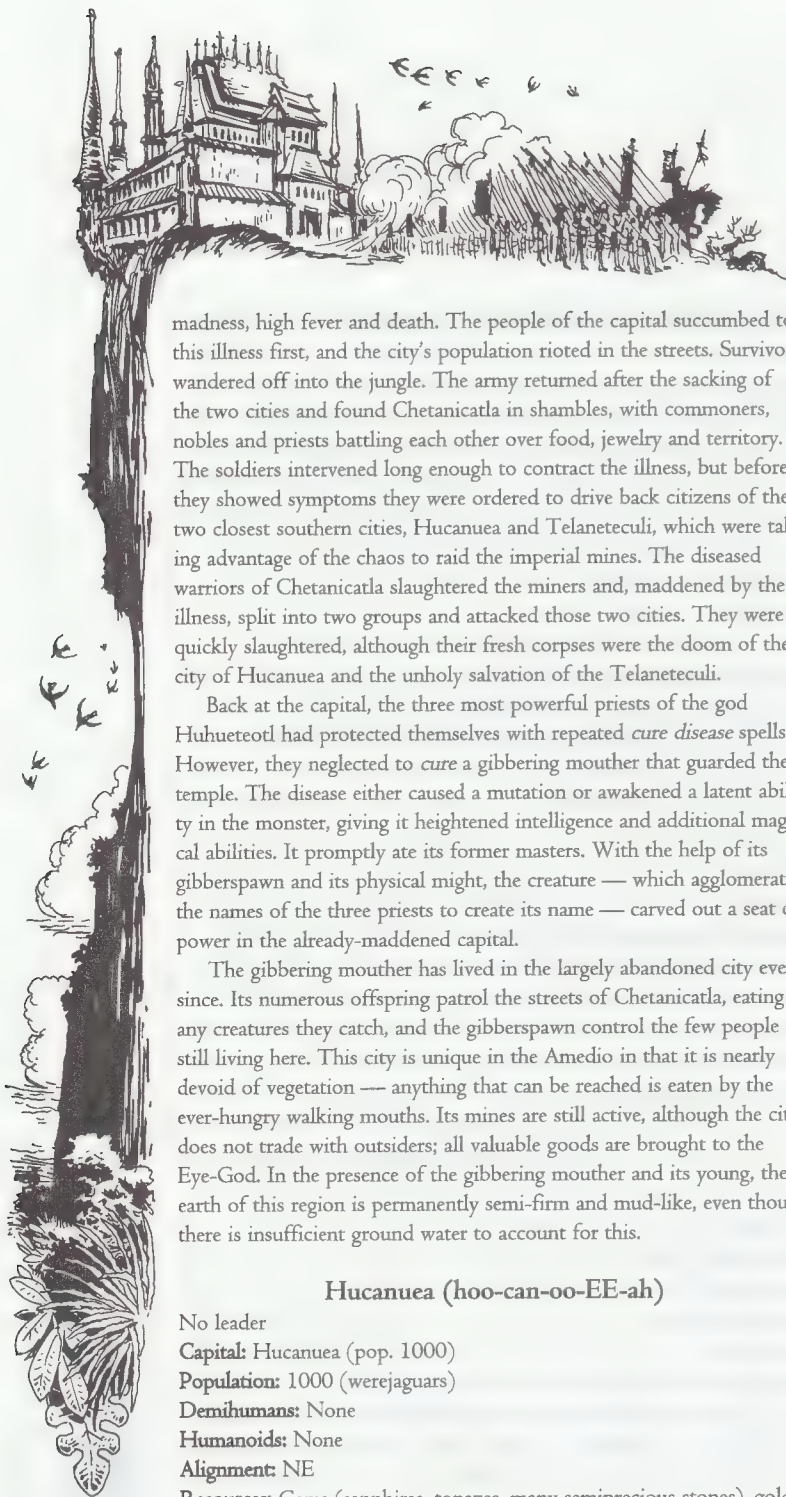 madness, high fever and death. The people of the capital succumbed to
this illness first, and the city's population rioted in the streets. Survivo
wandered off into the jungle. The army returned after the sacking of
the two cities and found Chetanicatla in shambles, with commoners,
nobles and priests battling each other over food, jewelry and territory.
The soldiers intervened long enough to contract the illness, but before
they showed symptoms they were ordered to drive back citizens of the
two closest southern cities, Hucanuea and Telaneteculi, which were tak
ing advantage of the chaos to raid the imperial mines. The diseased
warriors of Chetanicatla slaughtered the miners and, maddened by the
illness, split into two groups and attacked those two cities. They were
quickly slaughtered, although their fresh corpses were the doom of the
city of Hucanuea and the unholy salvation of the Telaneteculi.
Back at the capital, the three most powerful priests of the god
Huhueteotl had protected themselves with repeated cure disease spells
However, they neglected to cure a gibbering mouther that guarded the
temple. The disease either caused a mutation or awakened a latent abil
ty in the monster, giving it heightened intelligence and additional mag
cal abilities. It promptly ate its former masters. With the help of its
gibberspawn and its physical might, the creature — which agglomerat
the names of the three priests to create its name — carved out a seat o
power in the already-maddened capital.
The gibbering mouther has lived in the largely abandoned city eve
since. Its numerous offspring patrol the streets of Chetanicatla, eating
any creatures they catch, and the gibberspawn control the few people
still living here. This city is unique in the Amedio in that it is nearly
devoid of vegetation — anything that can be reached is eaten by the
ever-hungry walking mouths. Its mines are still active, although the cit
does not trade with outsiders; all valuable goods are brought to the
Eye-God. In the presence of the gibbering mouther and its young, the
earth of this region is permanently semi-firm and mud-like, even thou
there is insufficient ground water to account for this.
Hucanuea (hoo-can-oo-EE-ah)
No leader
Capital: Hucanuea (pop. 1000)
Population: 1000 (werejaguars)
Demihumans: None
Humanoids: None
Alignment: NE
Resources: Gems (sapphires, topazes, many semiprecious stones), gold